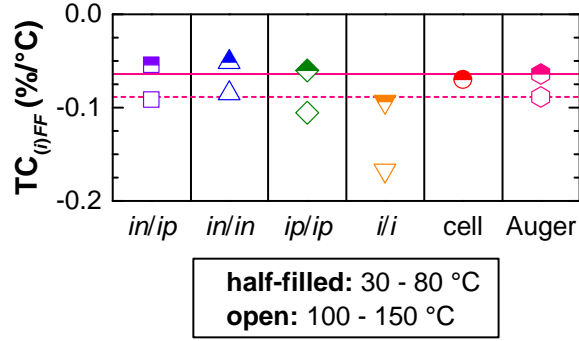 TC(i)FF (%/°C)
0.0
-0.1
-0.2
in/ip in/in ip/ip i/i cell Auger
half-filled: 30 - 80 °C
open: 100 - 150 °C